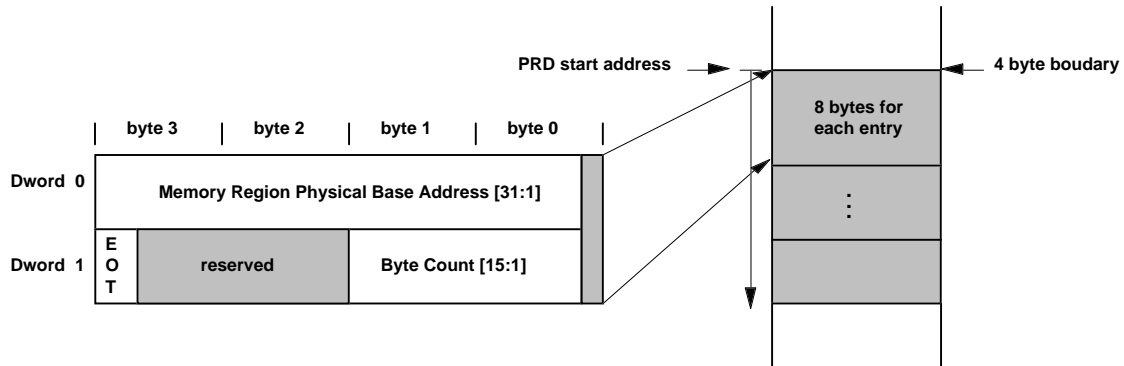 PRD start address
4 byte boudary
8 bytes for
each entry
byte 3
byte 2
byte 1
byte 0
Dword 0
Memory Region Physical Base Address [31:1]
Dword 1
E
O
T
reserved
Byte Count [15:1]